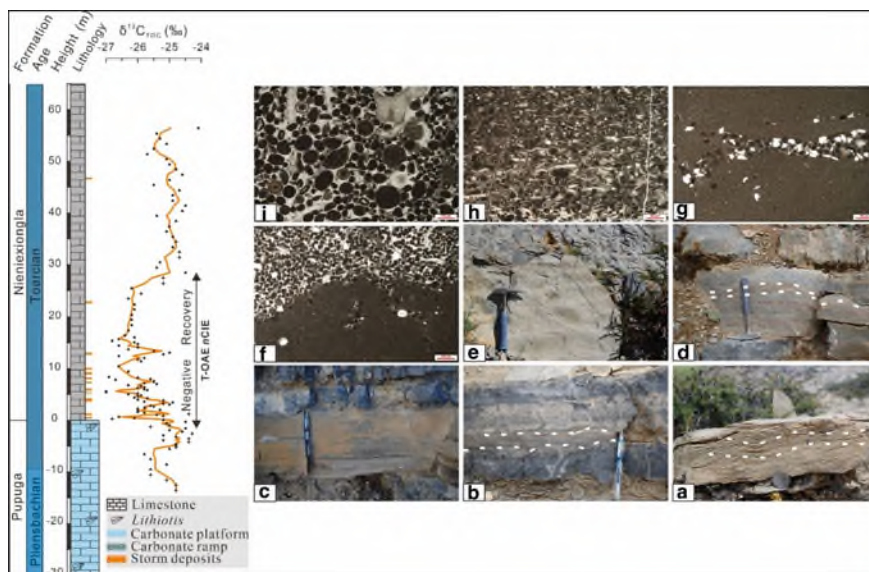 Formation
Age
Height (m)
Lithology
δ¹³C (‰)
-27 -26 -25 -24
60
50
40
30
20
10
0
-10
-20
-30
Nieniexiongla
Toarcian
Pupuga
Pliensbachian
Recovery
Negative
T-OAE nCIE
Limestone
Lithiotis
Carbonate platform
Carbonate ramp
Storm deposits
i
h
g
f
e
d
c
b
a